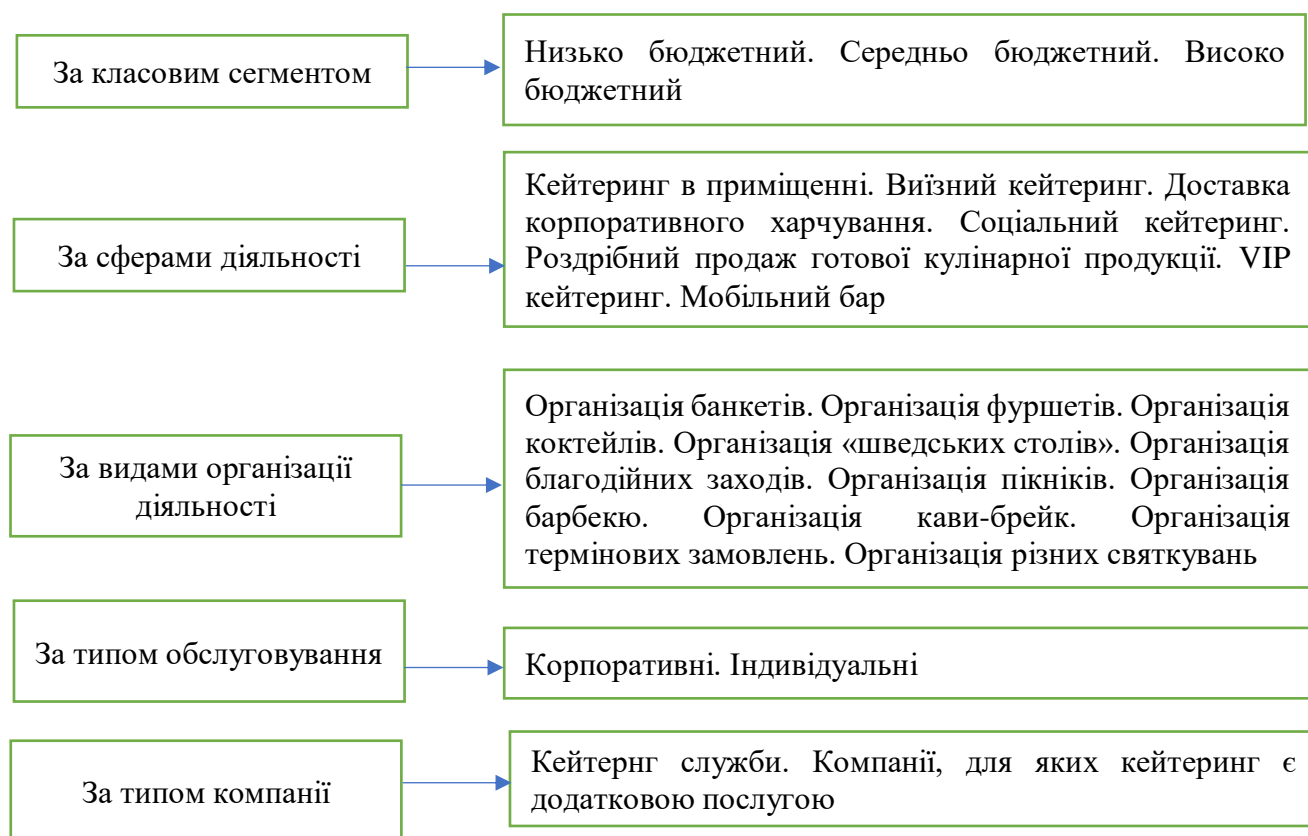 За класовим сегментом
Низько бюджетний. Середньо бюджетний. Високо
бюджетний
За сферами діяльності
Кейтеринг в приміщенні. Виїзний кейтеринг. Доставка
корпоративного харчування. Соціальний кейтеринг.
Роздрібний продаж готової кулінарної продукції. VIP
кейтеринг. Мобільний бар
За видами організації
діяльності
Організація банкетів. Організація фуршетів. Організація
коктейлів. Організація «шведських столів». Організація
благодійних заходів. Організація пікніків. Організація
барбекю. Організація кави-брейк. Організація
термінових замовлень. Організація різних святкувань
За типом обслуговування
Корпоративні. Індивідуальні
За типом компанії
Кейтернг служби. Компанії, для яких кейтеринг є
додатковою послугою